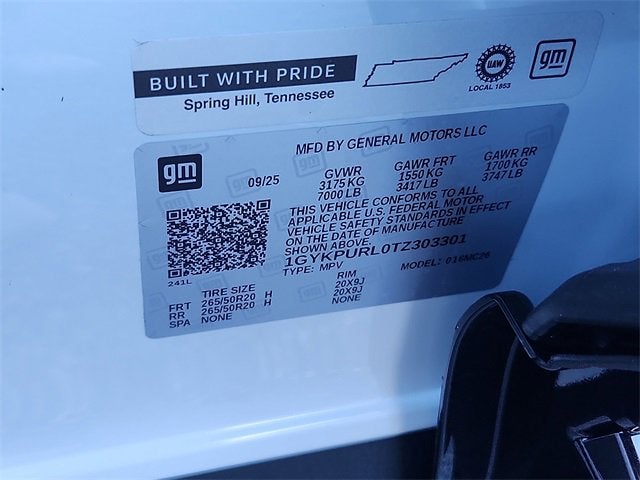 BUILT WITH PRIDE
Spring Hill, Tennessee
UAW
LOCAL 1853
gm
gm
MFD BY GENERAL MOTORS LLC
09/25
GVWR
3175 KG
7000 LB
GAWR FRT
1550 KG
3417 LB
GAWR RR
1700 KG
3747 LB
THIS VEHICLE CONFORMS TO ALL
APPLICABLE U.S. FEDERAL MOTOR
VEHICLE SAFETY STANDARDS IN EFFECT
ON THE DATE OF MANUFACTURE
SHOWN ABOVE.
1GYKPURL0TZ303301
TYPE: MPV MODEL: 016MC26
241L
TIRE SIZE RIM
FRT 265/50R20 H 20X9J
RR 265/50R20 H 20X9J
SPA NONE NONE